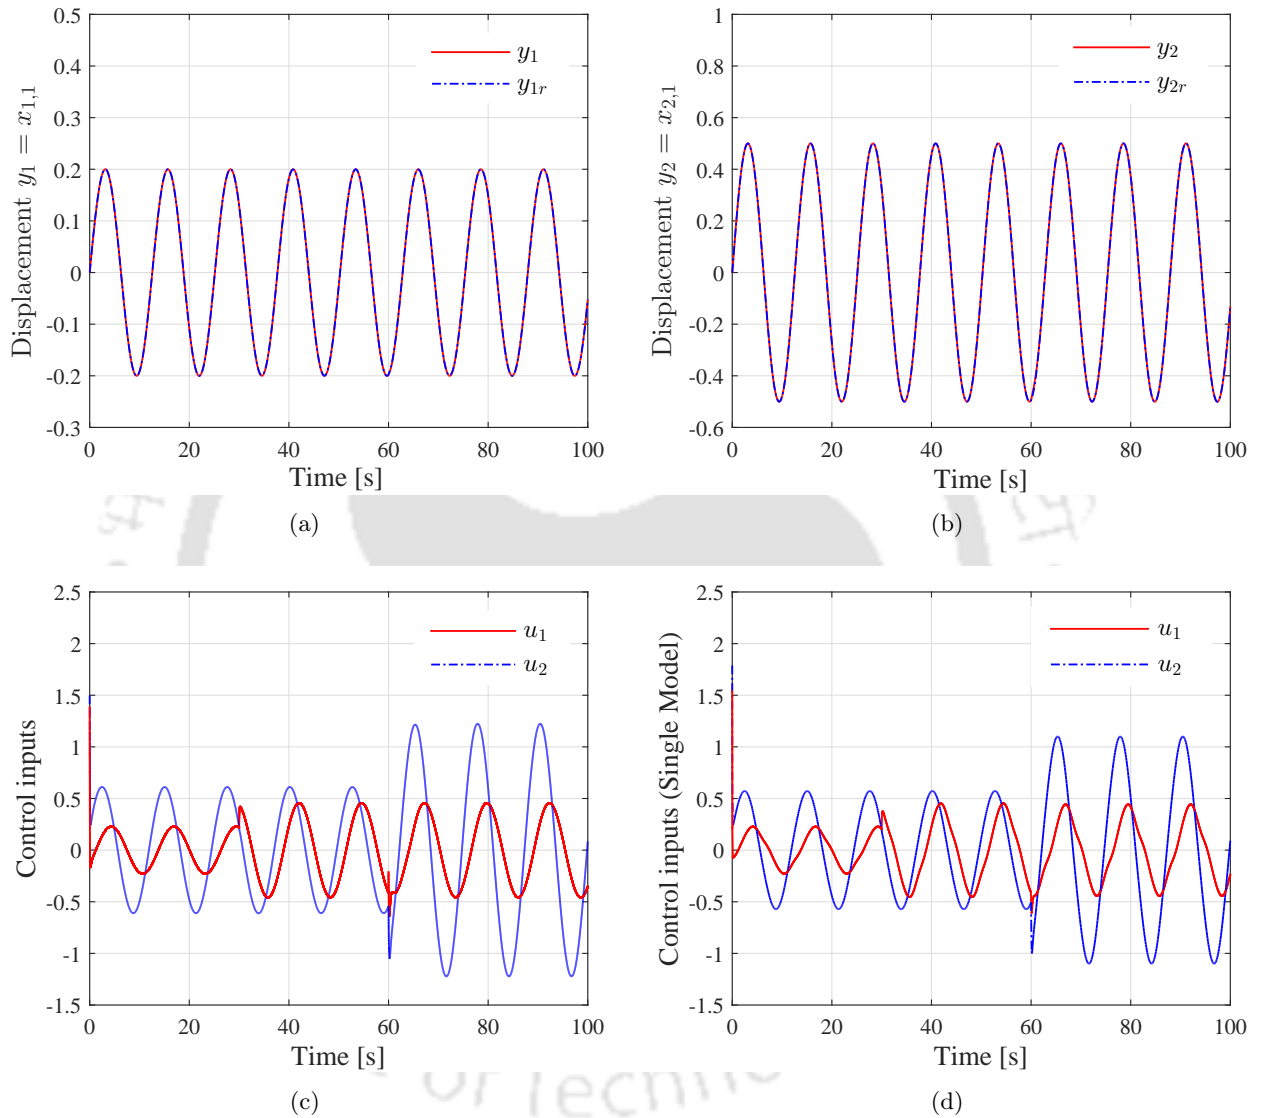 0.5
0.4
0.3
0.2
0.1
0
-0.1
-0.2
-0.3
0 20 40 60 80 100
Displacement y₁ = x₁,₁
Time [s]
y₁
y₁ᵣ
(a)
1
0.8
0.6
0.4
0.2
0
-0.2
-0.4
-0.6
0 20 40 60 80 100
Displacement y₂ = x₂,₁
Time [s]
y₂
y₂ᵣ
(b)
2.5
2
1.5
1
0.5
0
-0.5
-1
-1.5
0 20 40 60 80 100
Control inputs
Time [s]
u₁
u₂
(c)
2.5
2
1.5
1
0.5
0
-0.5
-1
-1.5
0 20 40 60 80 100
Control inputs (Single Model)
Time [s]
u₁
u₂
(d)
of Techno